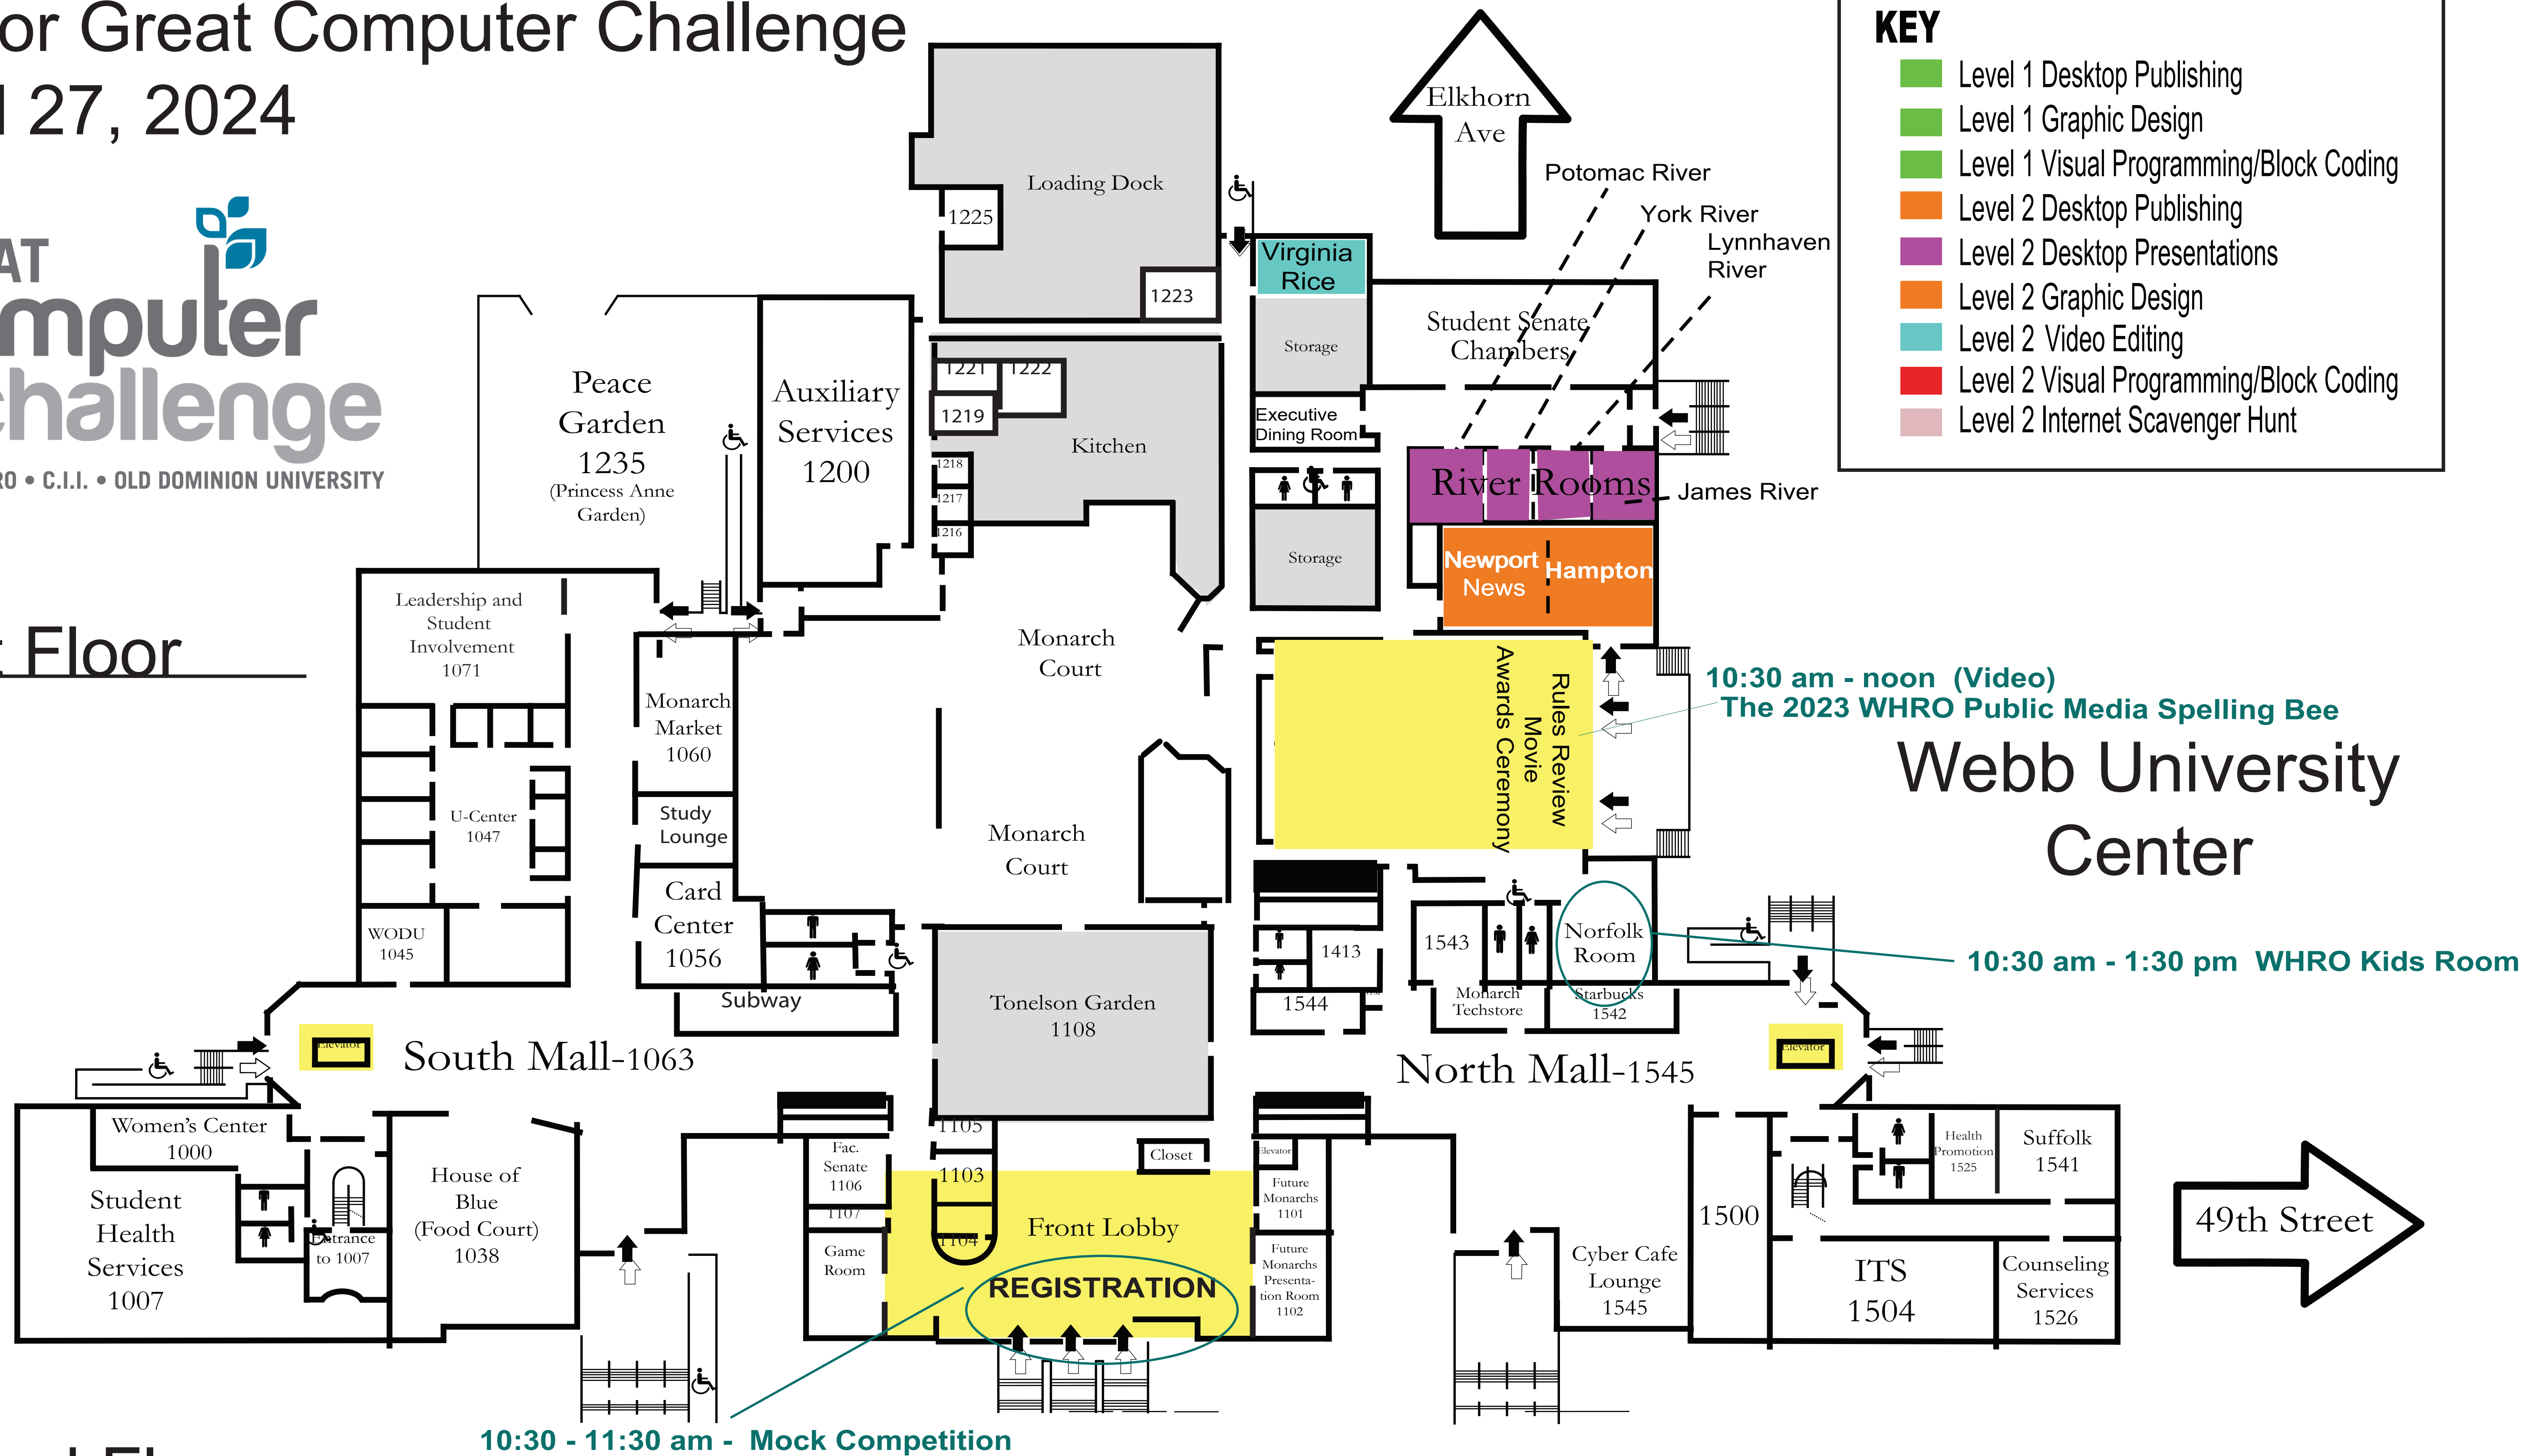 or Great Computer Challenge
27, 2024
AT
mputer
challenge
RO • C.I.I. • OLD DOMINION UNIVERSITY
Floor
KEY
Level 1 Desktop Publishing
Level 1 Graphic Design
Level 1 Visual Programming/Block Coding
Level 2 Desktop Publishing
Level 2 Desktop Presentations
Level 2 Graphic Design
Level 2 Video Editing
Level 2 Visual Programming/Block Coding
Level 2 Internet Scavenger Hunt
Elkhorn
Ave
Potomac River
York River
Lynnhaven
River
Loading Dock
1225
1223
Virginia
Rice
Storage
Student Senate
Chambers
Executive
Dining Room
Peace
Garden
1235
(Princess Anne
Garden)
Auxiliary
Services
1200
1221
1222
1219
Kitchen
1218
1217
1216
River Rooms
James River
Storage
Newport
News
Hampton
Leadership and
Student
Involvement
1071
Monarch
Court
Monarch
Market
1060
Rules Review
Movie
Awards Ceremony
10:30 am - noon (Video)
The 2023 WHRO Public Media Spelling Bee
Webb University
Center
U-Center
1047
Study
Lounge
Monarch
Court
Card
Center
1056
WODU
1045
Subway
1413
1543
Norfolk
Room
10:30 am - 1:30 pm WHRO Kids Room
1544
Monarch
Techstore
Starbucks
1542
Tonelson Garden
1108
Elevator
South Mall-1063
North Mall-1545
Elevator
Women's Center
1000
Student
Health
Services
1007
Entrance
to 1007
House of
Blue
(Food Court)
1038
Fac.
Senate
1106
1107
Game
Room
1105
1103
1104
Closet
Front Lobby
REGISTRATION
Elevator
Future
Monarchs
1101
Future
Monarchs
Presenta-
tion Room
1102
Cyber Cafe
Lounge
1545
1500
Health
Promotion
1525
Suffolk
1541
ITS
1504
Counseling
Services
1526
49th Street
10:30 - 11:30 am - Mock Competition